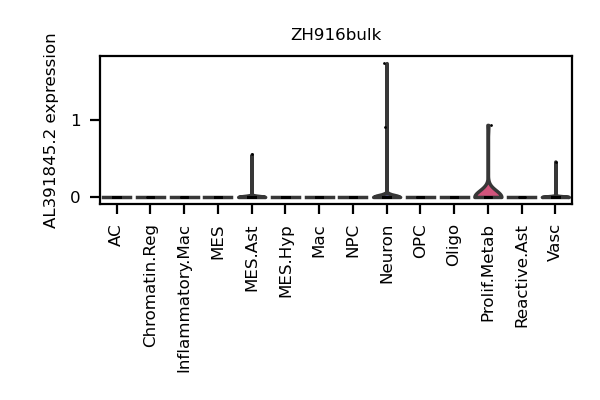 ZH916bulk
AL391845.2 expression
1
0
AC
Chromatin.Reg
Inflammatory.Mac
MES
MES.Ast
MES.Hyp
Mac
NPC
Neuron
OPC
Oligo
Prolif.Metab
Reactive.Ast
Vasc